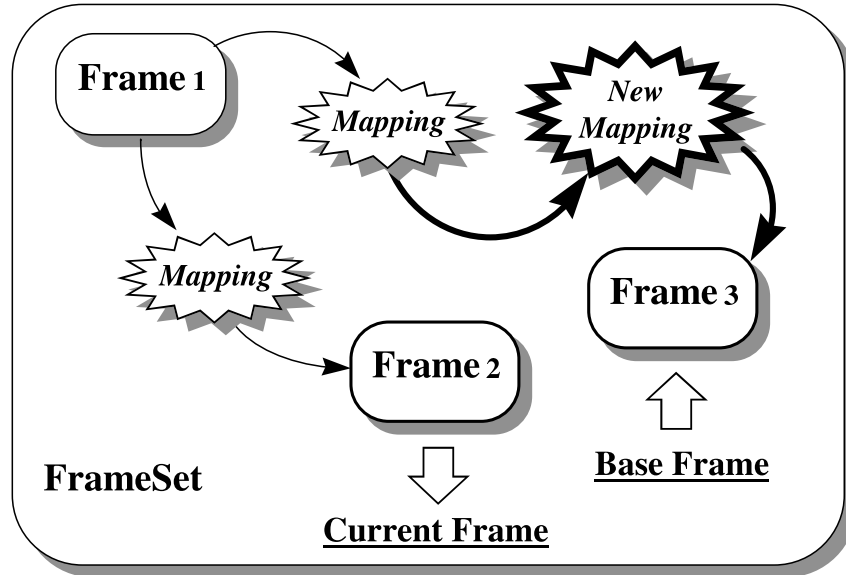 Frame 1
Mapping
New
Mapping
Mapping
Frame 3
Frame 2
Base Frame
FrameSet
Current Frame